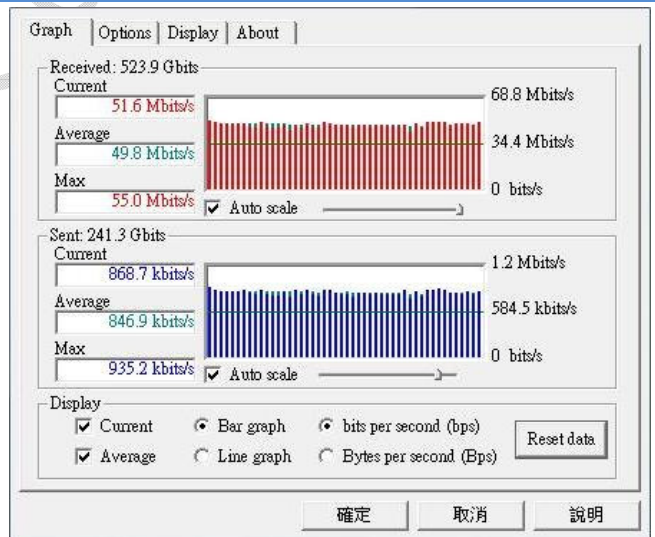 Graph Options Display About
Received: 523.9 Gbits
Current
51.6 Mbits/s
Average
49.8 Mbits/s
Max
55.0 Mbits/s
68.8 Mbits/s
34.4 Mbits/s
0 bits/s
Auto scale
Sent: 241.3 Gbits
Current
868.7 kbits/s
Average
846.9 kbits/s
Max
935.2 kbits/s
1.2 Mbits/s
584.5 kbits/s
0 bits/s
Auto scale
Display
Current Bar graph bits per second (bps)
Average Line graph Bytes per second (Bps)
Reset data
確定 取消 說明